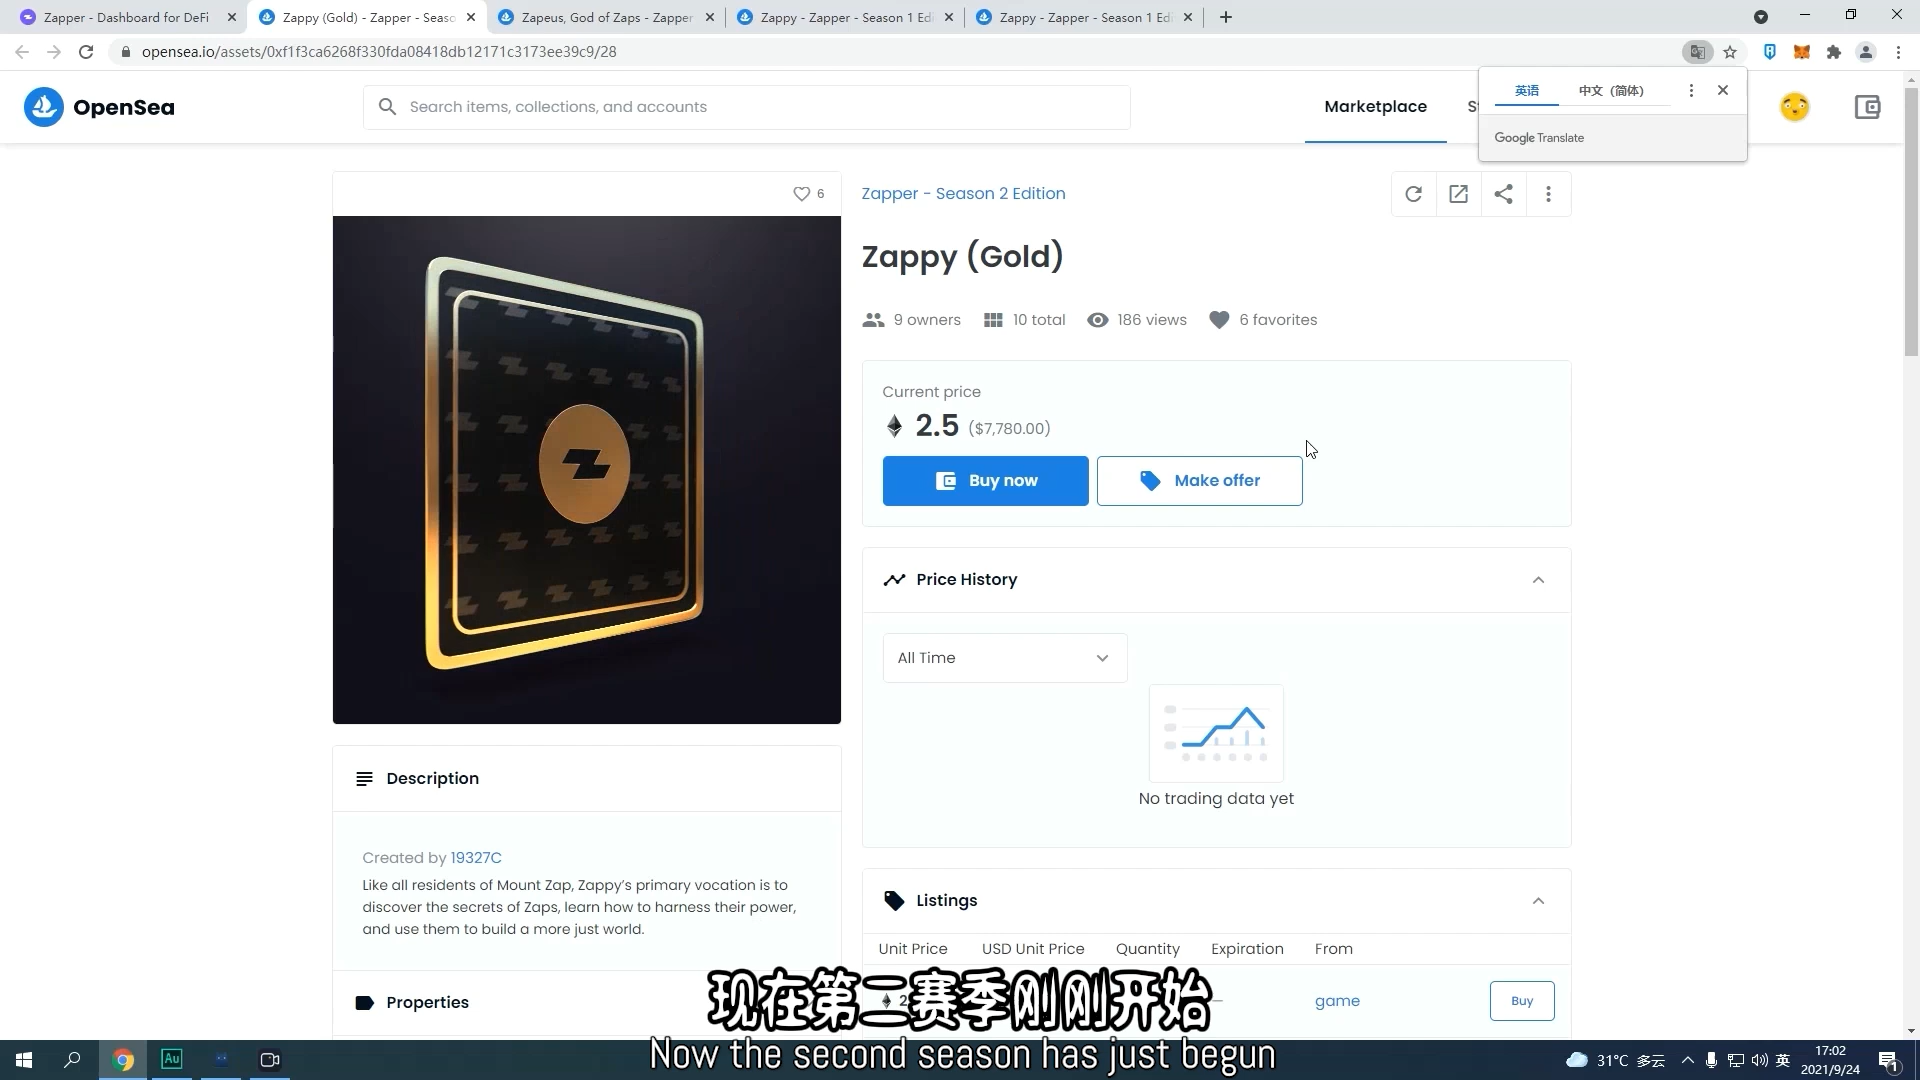 Zapper - Dashboard for DeFi
Zappy (Gold) - Zapper - Seaso
Zapeus, God of Zaps - Zapper
Zappy - Zapper - Season 1 Edi
Zappy - Zapper - Season 1 Edi
opensea.io/assets/0xf1f3ca6268f330fda08418db12171c3173ee39c9/28
英语
中文（简体）
Google Translate
OpenSea
Search items, collections, and accounts
Marketplace
6
Zapper - Season 2 Edition
Zappy (Gold)
9 owners
10 total
186 views
6 favorites
Current price
2.5 ($7,780.00)
Buy now
Make offer
Price History
All Time
No trading data yet
Description
Created by 19327C
Like all residents of Mount Zap, Zappy's primary vocation is to
discover the secrets of Zaps, learn how to harness their power,
and use them to build a more just world.
Properties
Listings
Unit Price USD Unit Price Quantity Expiration From
game
Buy
现在第二赛季刚刚开始
Now the second season has just begun
Au
31°C 多云
英
17:02
2021/9/24
1